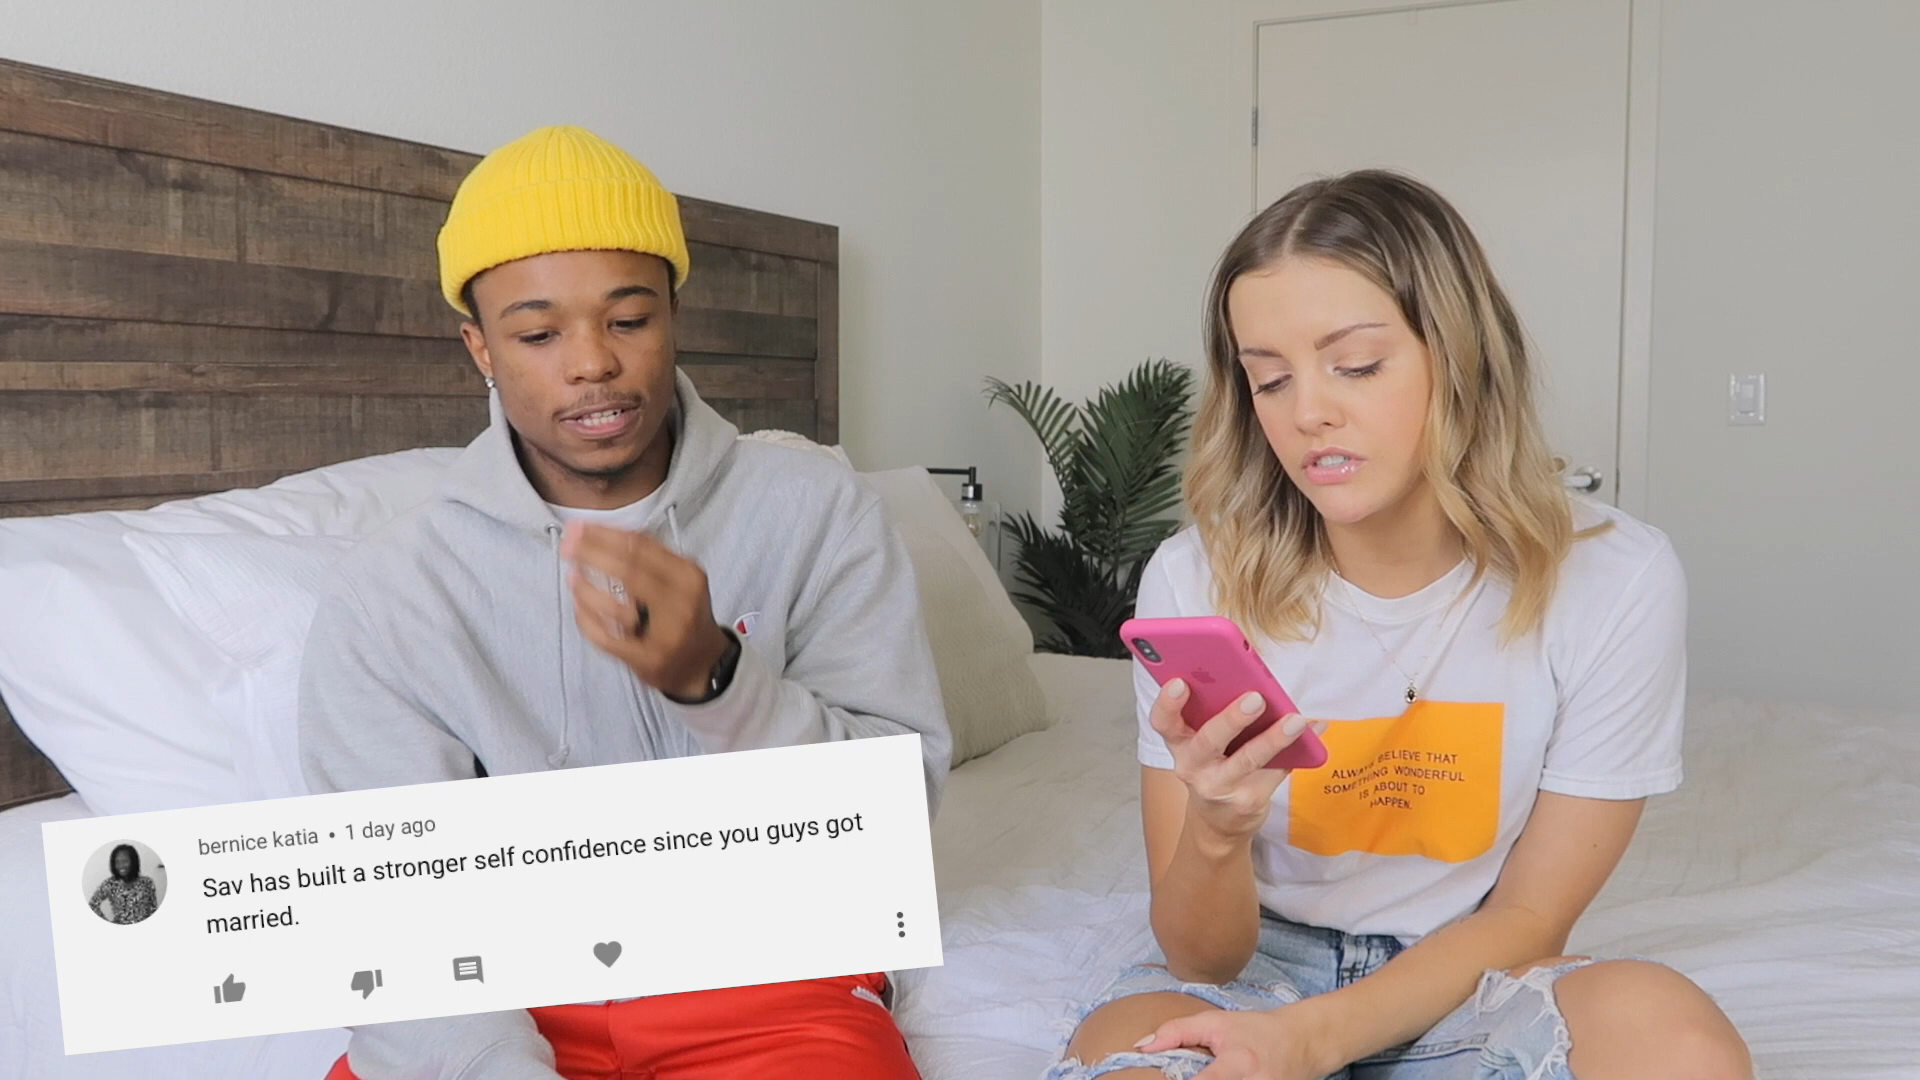 bernice katia • 1 day ago
Sav has built a stronger self confidence since you guys got
married.
ALWAYS BELIEVE THAT
SOMETHING WONDERFUL
IS ABOUT TO
HAPPEN.